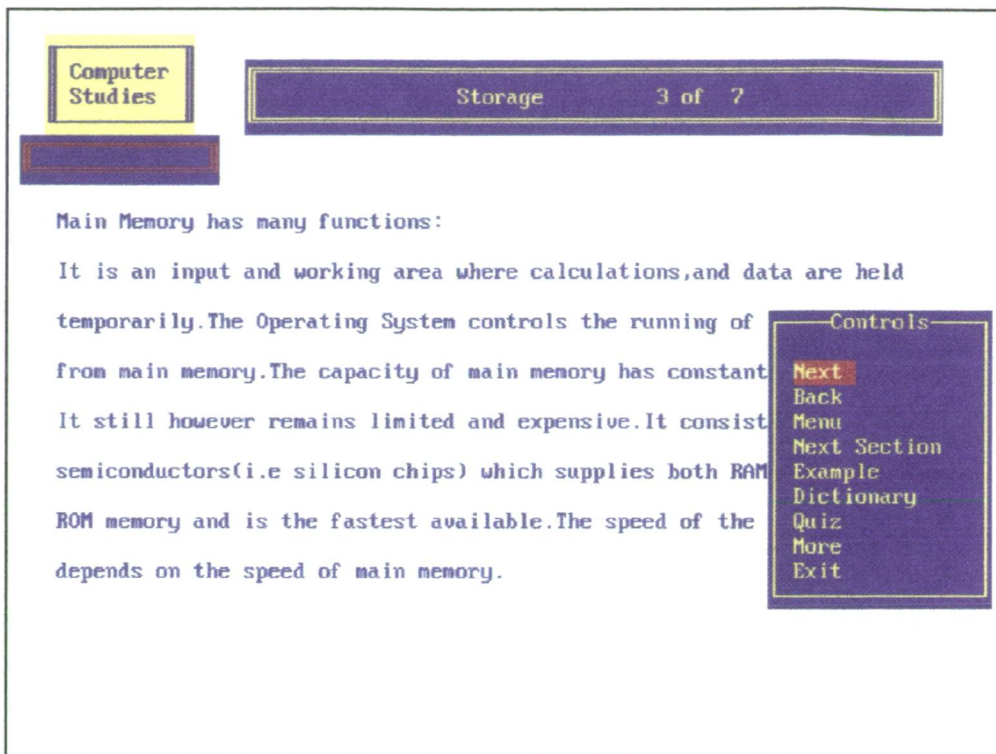 Computer
Studies
Storage 3 of 7
Main Memory has many functions:
It is an input and working area where calculations,and data are held
temporarily.The Operating System controls the running of
from main memory.The capacity of main memory has constant
It still however remains limited and expensive.It consist
semiconductors(i.e silicon chips) which supplies both RAM
ROM memory and is the fastest available.The speed of the
depends on the speed of main memory.
Controls
Next
Back
Menu
Next Section
Example
Dictionary
Quiz
More
Exit